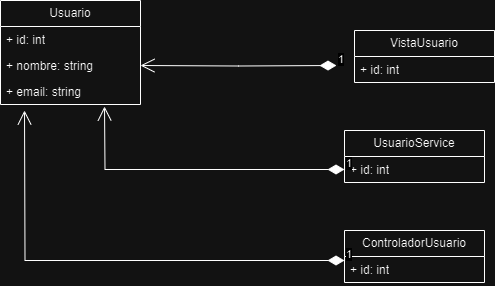 Usuario
+ id: int
+ nombre: string
+ email: string
1
VistaUsuario
+ id: int
UsuarioService
1
+ id: int
ControladorUsuario
1
+ id: int